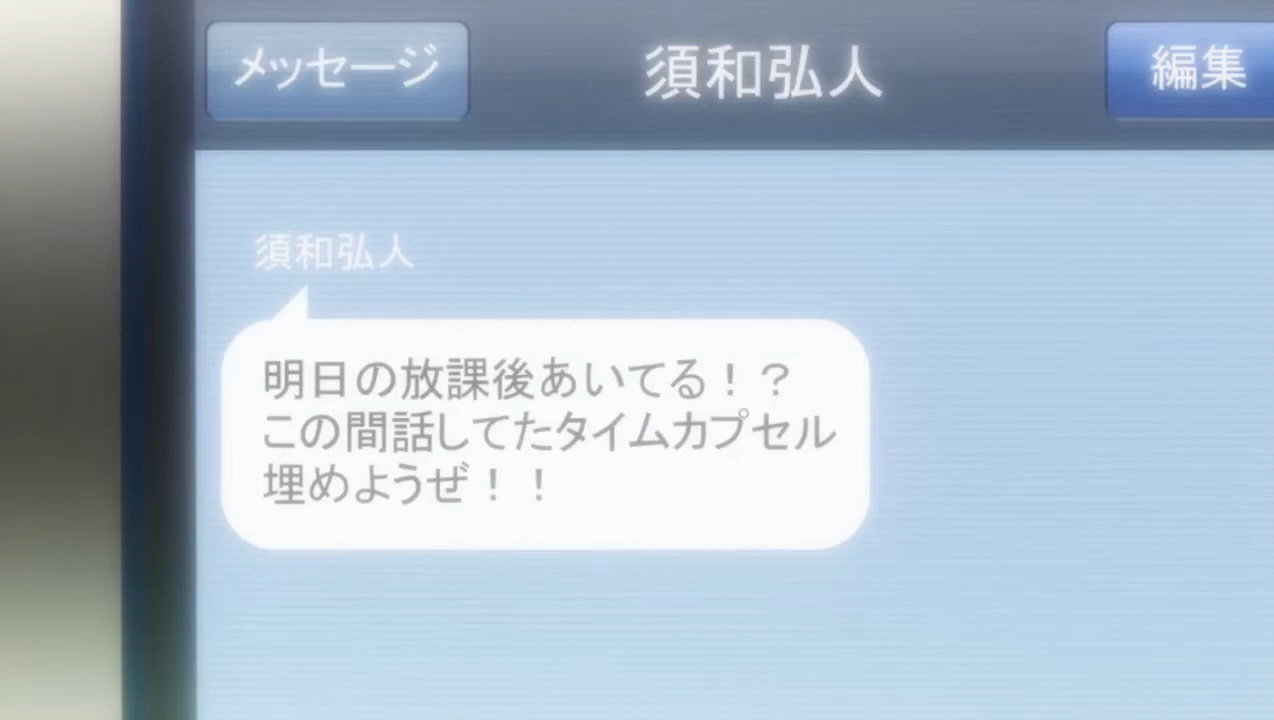 メッセージ
須和弘人
編集
須和弘人
明日の放課後あいてる！？
この間話してたタイムカプセル
埋めようぜ！！